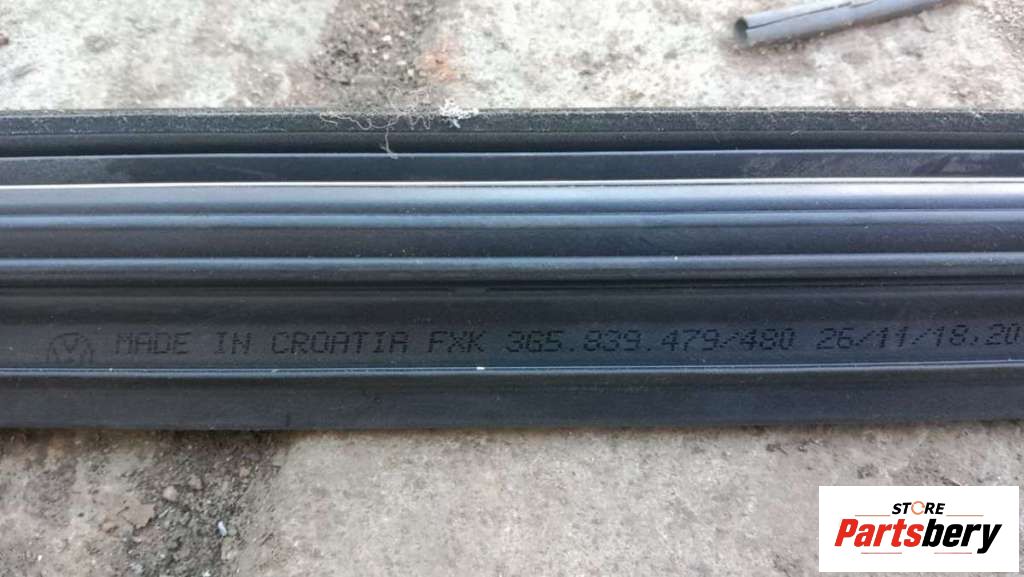 MADE IN CROATIA FXK 3G5.839.479/480 26/11/18,20
STORE
Partsbery